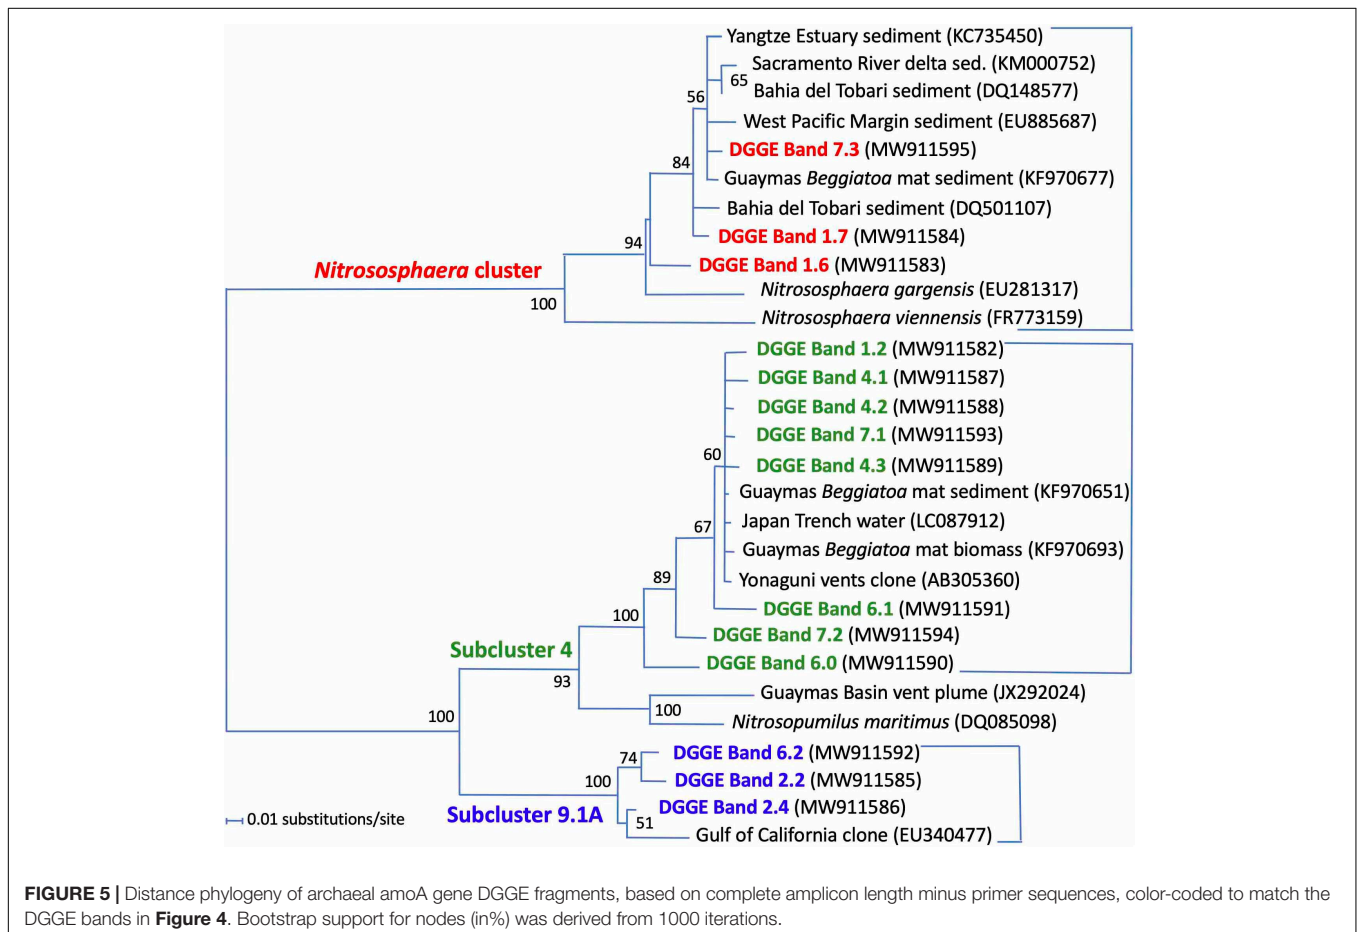 Yangtze Estuary sediment (KC735450)
Sacramento River delta sed. (KM000752)
65
Bahia del Tobari sediment (DQ148577)
56
West Pacific Margin sediment (EU885687)
DGGE Band 7.3 (MW911595)
84
Guaymas Beggiatoa mat sediment (KF970677)
Bahia del Tobari sediment (DQ501107)
DGGE Band 1.7 (MW911584)
94
DGGE Band 1.6 (MW911583)
Nitrososphaera cluster
Nitrososphaera gargensis (EU281317)
100
Nitrososphaera viennensis (FR773159)
DGGE Band 1.2 (MW911582)
DGGE Band 4.1 (MW911587)
DGGE Band 4.2 (MW911588)
DGGE Band 7.1 (MW911593)
60
DGGE Band 4.3 (MW911589)
Guaymas Beggiatoa mat sediment (KF970651)
Japan Trench water (LC087912)
67
Guaymas Beggiatoa mat biomass (KF970693)
89
Yonaguni vents clone (AB305360)
DGGE Band 6.1 (MW911591)
100
DGGE Band 7.2 (MW911594)
Subcluster 4
DGGE Band 6.0 (MW911590)
93
Guaymas Basin vent plume (JX292024)
100
100
Nitrosopumilus maritimus (DQ085098)
DGGE Band 6.2 (MW911592)
74
100
DGGE Band 2.2 (MW911585)
DGGE Band 2.4 (MW911586)
Subcluster 9.1A
51
0.01 substitutions/site
Gulf of California clone (EU340477)
FIGURE 5 | Distance phylogeny of archaeal amoA gene DGGE fragments, based on complete amplicon length minus primer sequences, color-coded to match the
DGGE bands in Figure 4. Bootstrap support for nodes (in%) was derived from 1000 iterations.